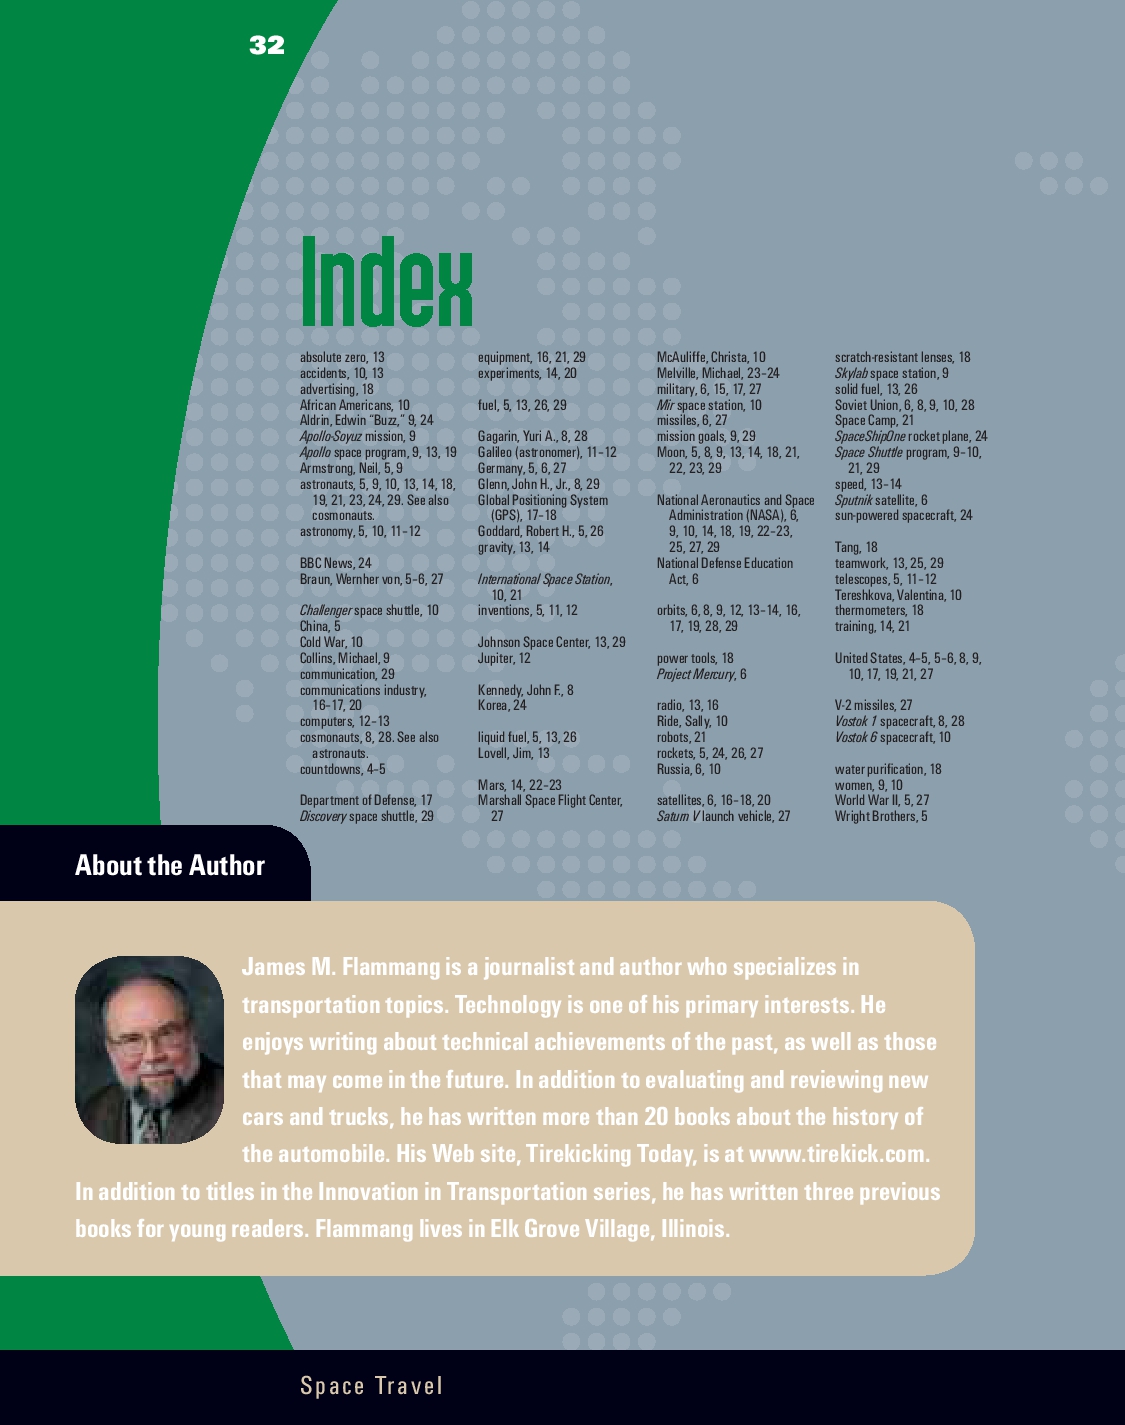 32
Index
absolute zero, 13
accidents, 10, 13
advertising, 18
African Americans, 10
Aldrin, Edwin “Buzz,” 9, 24
Apollo-Soyuz mission, 9
Apollo space program, 9, 13, 19
Armstrong, Neil, 5, 9
astronauts, 5, 9, 10, 13, 14, 18,
19, 21, 23, 24, 29. See also
cosmonauts.
astronomy, 5, 10, 11–12
BBC News, 24
Braun, Wernher von, 5–6, 27
Challenger space shuttle, 10
China, 5
Cold War, 10
Collins, Michael, 9
communication, 29
communications industry,
16–17, 20
computers, 12–13
cosmonauts, 8, 28. See also
astronauts.
countdowns, 4–5
Department of Defense, 17
Discovery space shuttle, 29
equipment, 16, 21, 29
experiments, 14, 20
fuel, 5, 13, 26, 29
Gagarin, Yuri A., 8, 28
Galileo (astronomer), 11–12
Germany, 5, 6, 27
Glenn, John H., Jr., 8, 29
Global Positioning System
(GPS), 17–18
Goddard, Robert H., 5, 26
gravity, 13, 14
International Space Station,
10, 21
inventions, 5, 11, 12
Johnson Space Center, 13, 29
Jupiter, 12
Kennedy, John F., 8
Korea, 24
liquid fuel, 5, 13, 26
Lovell, Jim, 13
Mars, 14, 22–23
Marshall Space Flight Center,
27
McAuliffe, Christa, 10
Melville, Michael, 23–24
military, 6, 15, 17, 27
Mir space station, 10
missiles, 6, 27
mission goals, 9, 29
Moon, 5, 8, 9, 13, 14, 18, 21,
22, 23, 29
National Aeronautics and Space
Administration (NASA), 6,
9, 10, 14, 18, 19, 22–23,
25, 27, 29
National Defense Education
Act, 6
orbits, 6, 8, 9, 12, 13–14, 16,
17, 19, 28, 29
power tools, 18
Project Mercury, 6
radio, 13, 16
Ride, Sally, 10
robots, 21
rockets, 5, 24, 26, 27
Russia, 6, 10
satellites, 6, 16–18, 20
Saturn V launch vehicle, 27
scratch-resistant lenses, 18
Skylab space station, 9
solid fuel, 13, 26
Soviet Union, 6, 8, 9, 10, 28
Space Camp, 21
SpaceShipOne rocket plane, 24
Space Shuttle program, 9–10,
21, 29
speed, 13–14
Sputnik satellite, 6
sun-powered spacecraft, 24
Tang, 18
teamwork, 13, 25, 29
telescopes, 5, 11–12
Tereshkova, Valentina, 10
thermometers, 18
training, 14, 21
United States, 4–5, 5–6, 8, 9,
10, 17, 19, 21, 27
V-2 missiles, 27
Vostok 1 spacecraft, 8, 28
Vostok 6 spacecraft, 10
water purification, 18
women, 9, 10
World War II, 5, 27
Wright Brothers, 5
About the Author
James M. Flammang is a journalist and author who specializes in
transportation topics. Technology is one of his primary interests. He
enjoys writing about technical achievements of the past, as well as those
that may come in the future. In addition to evaluating and reviewing new
cars and trucks, he has written more than 20 books about the history of
the automobile. His Web site, Tirekicking Today, is at www.tirekick.com.
In addition to titles in the Innovation in Transportation series, he has written three previous
books for young readers. Flammang lives in Elk Grove Village, Illinois.
Space Travel